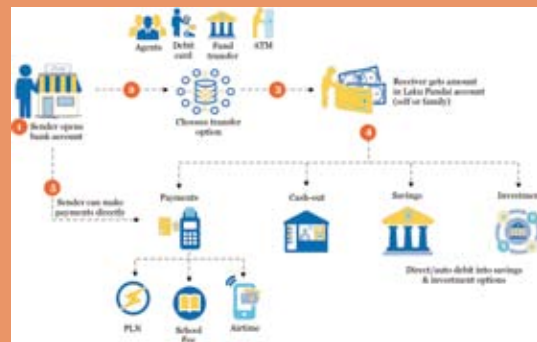 Agents
Debit
card
Fund
transfer
ATM
1
Sender opens
bank account
2
Choose transfer
option
3
Receiver gets amount
in Laku Pandai account
(self or family)
4
5
Sender can make
payments directly
Payments
Cash-out
Savings
Investment
Direct/auto debit into savings
& investment options
PLN
School
Fee
Airtime